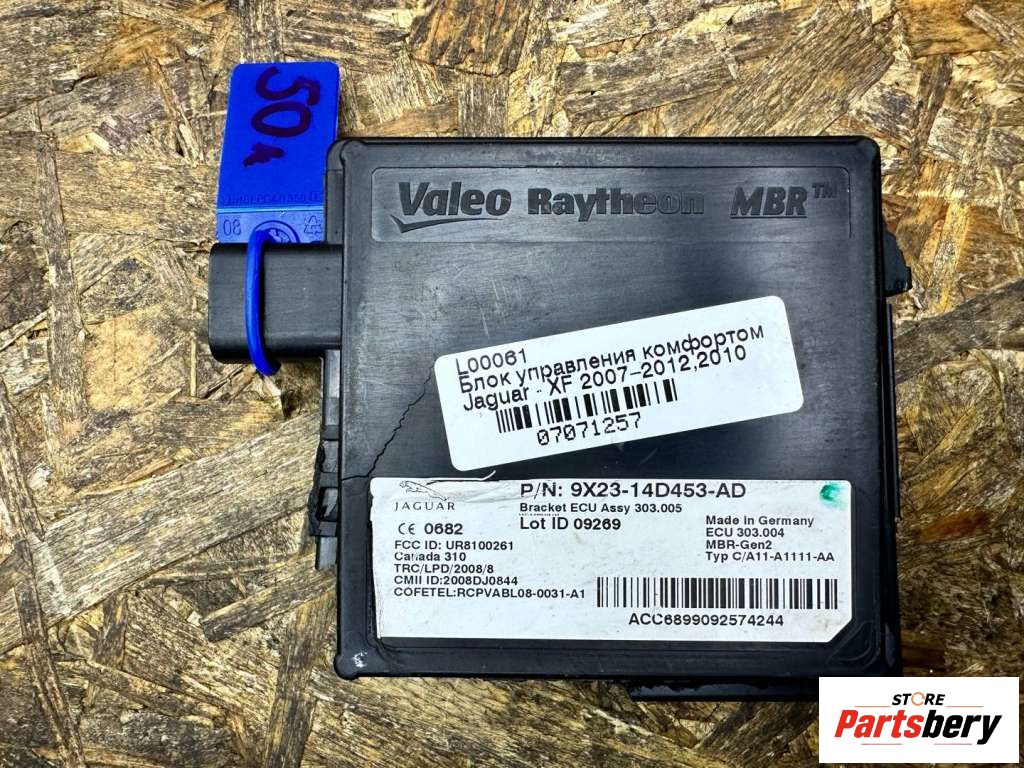 50A
08
Valeo Raytheon MBR™
L00061
Блок управления комфортом
Jaguar - XF 2007-2012,2010
07071257
JAGUAR
P/N: 9X23-14D453-AD
Bracket ECU Assy 303.005
Lot ID 09269
CE 0682
FCC ID: UR8100261
Canada 310
TRC/LPD/2008/8
CMII ID:2008DJ0844
COFETEL:RCPVABL08-0031-A1
Made in Germany
ECU 303.004
MBR-Gen2
Typ C/A11-A1111-AA
ACC6899092574244
STORE
Partsbery